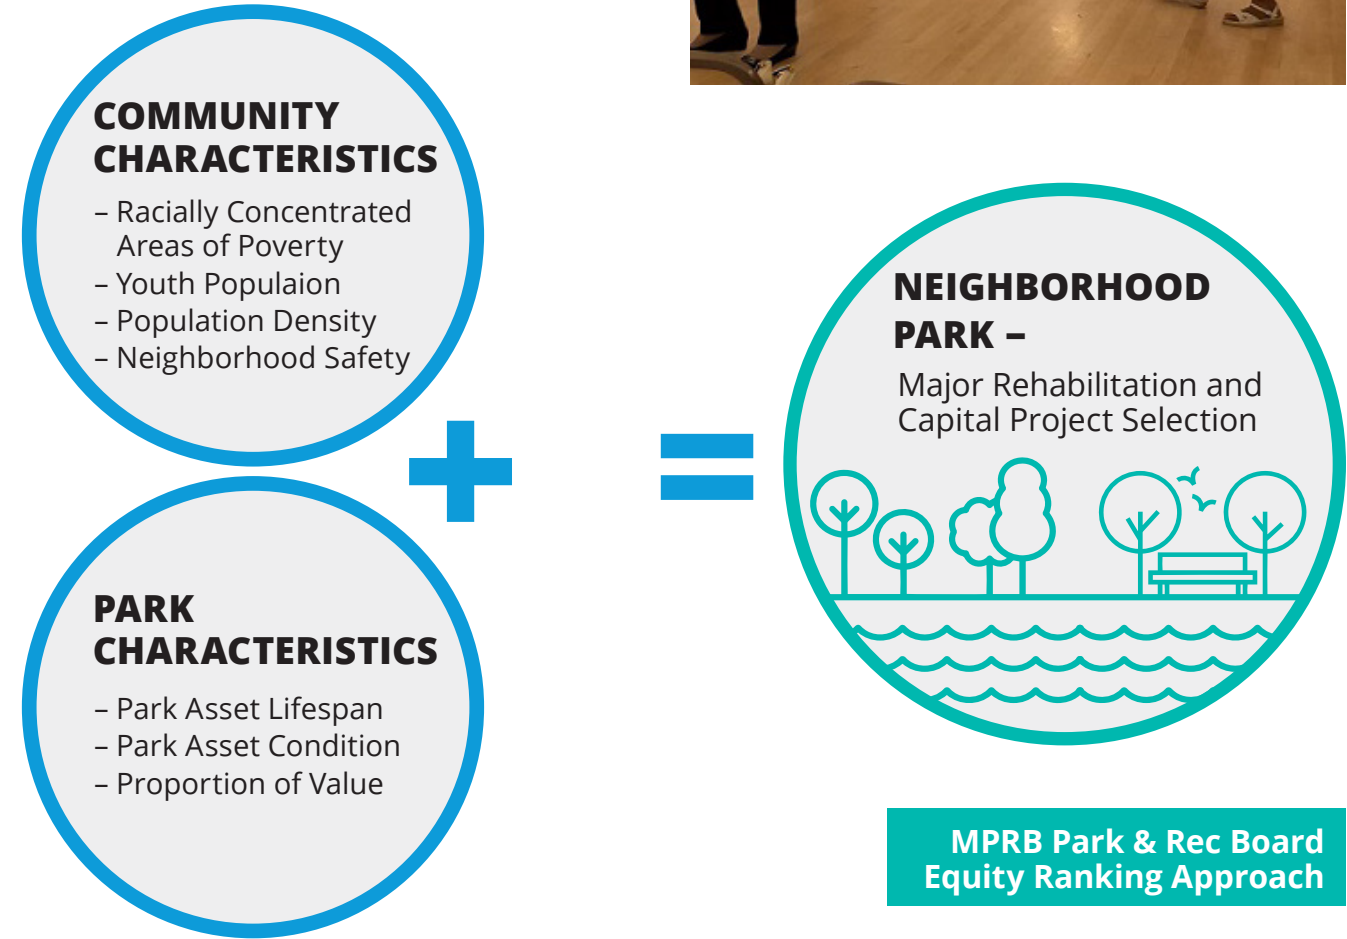 COMMUNITY
CHARACTERISTICS
– Racially Concentrated
Areas of Poverty
– Youth Populaion
– Population Density
– Neighborhood Safety
PARK
CHARACTERISTICS
– Park Asset Lifespan
– Park Asset Condition
– Proportion of Value
NEIGHBORHOOD
PARK –
Major Rehabilitation and
Capital Project Selection
MPRB Park & Rec Board
Equity Ranking Approach